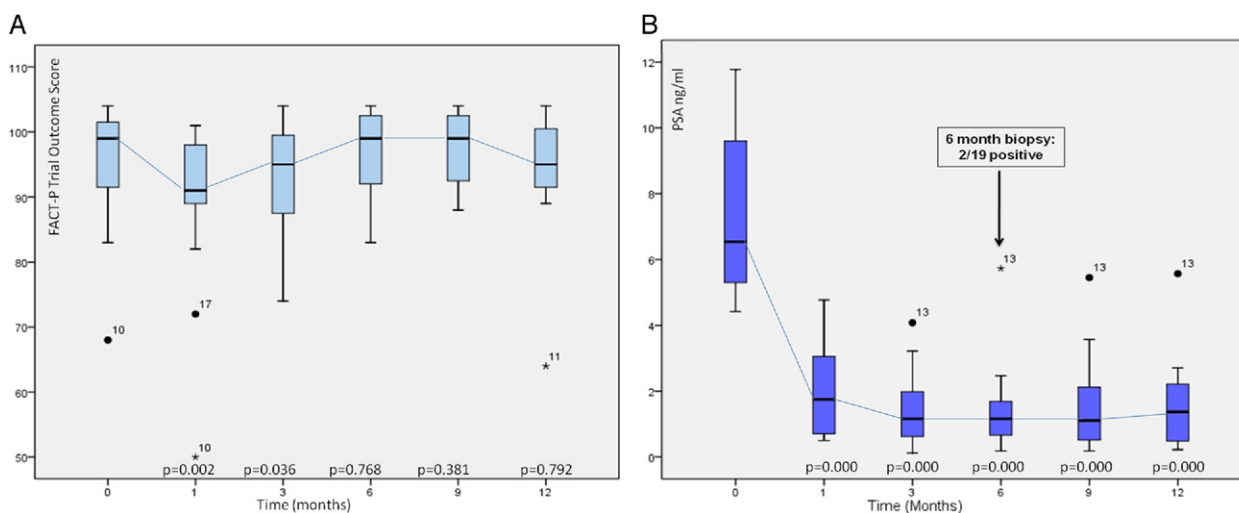 A
FACT-P Trial Outcome Score
110
100
90
80
70
60
50
10
17
10
11
p=0.002 p=0.036 p=0.768 p=0.381 p=0.792
0 1 3 6 9 12
Time (months)
B
PSA ng/ml
12
10
8
6
4
2
0
6 month biopsy:
2/19 positive
13
13
13
13
p=0.000 p=0.000 p=0.000 p=0.000 p=0.000
0 1 3 6 9 12
Time (Months)